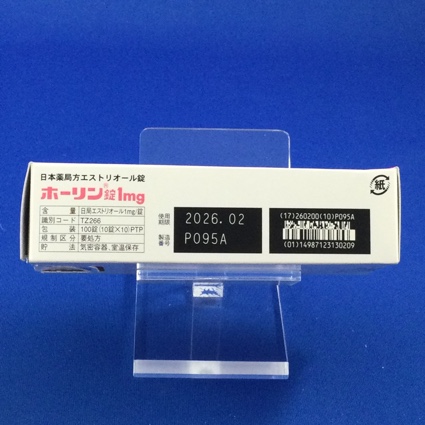 日本薬局方エストリオール錠
ホーリン®錠1mg
含 量 日局エストリオール1mg/錠
識別コード TZ266
包 装 100錠(10錠×10)PTP
規制区分 要処方
貯 法 気密容器、室温保存
使用期限 2026.02
製造番号 P095A
(17)260200(10)P095A
(01)14987123130209
紙